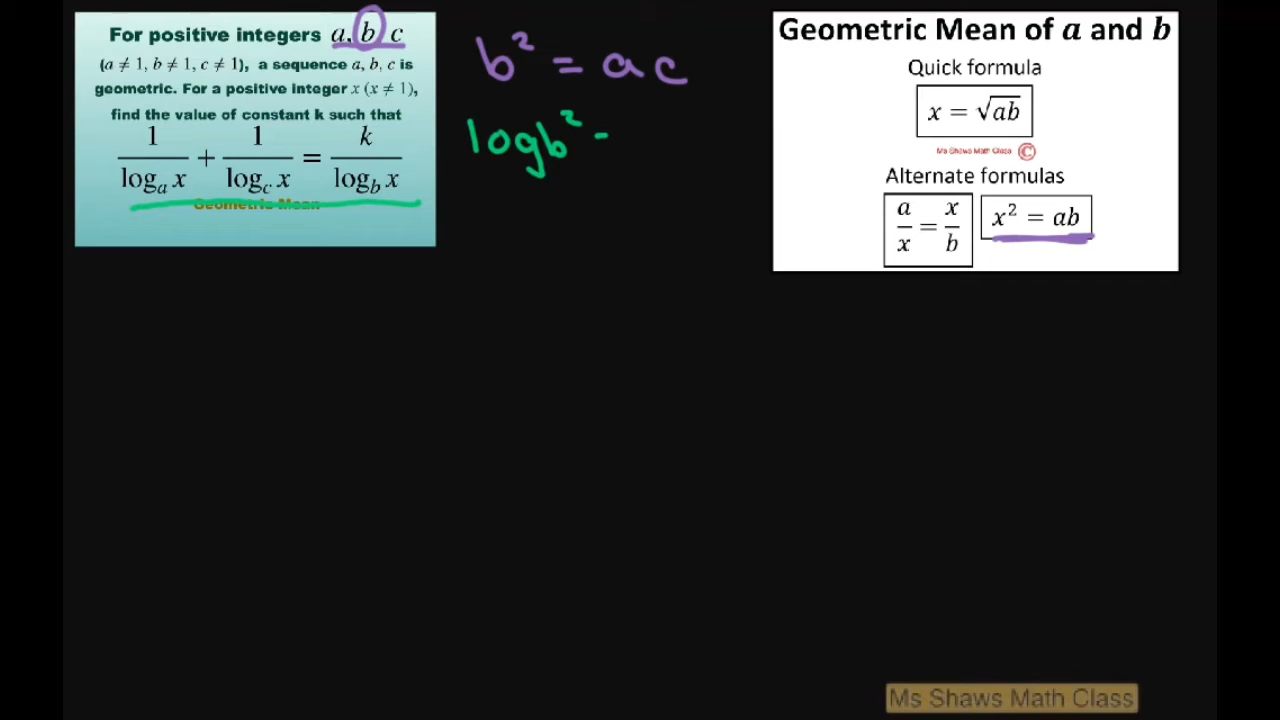 For positive integers a, b, c
(a ≠ 1, b ≠ 1, c ≠ 1), a sequence a, b, c is
geometric. For a positive integer x (x ≠ 1),
find the value of constant k such that
1/logₐ x + 1/log_c x = k/log_b x
Geometric Mean
b² = ac
log b² =
Geometric Mean of a and b
Quick formula
x = √ab
Ms Shaws Math Class ©
Alternate formulas
a/x = x/b
x² = ab
Ms Shaws Math Class